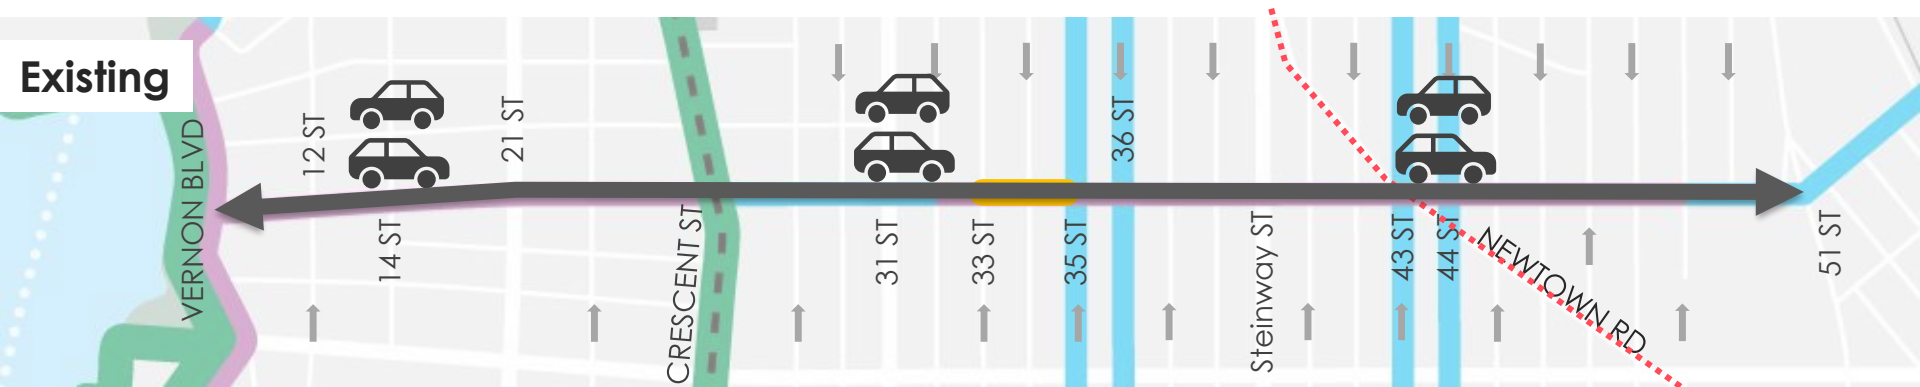 Existing
VERNON BLVD
12 ST
14 ST
21 ST
CRESCENT ST
31 ST
33 ST
35 ST
36 ST
Steinway ST
43 ST
44 ST
NEWTOWN RD
51 ST